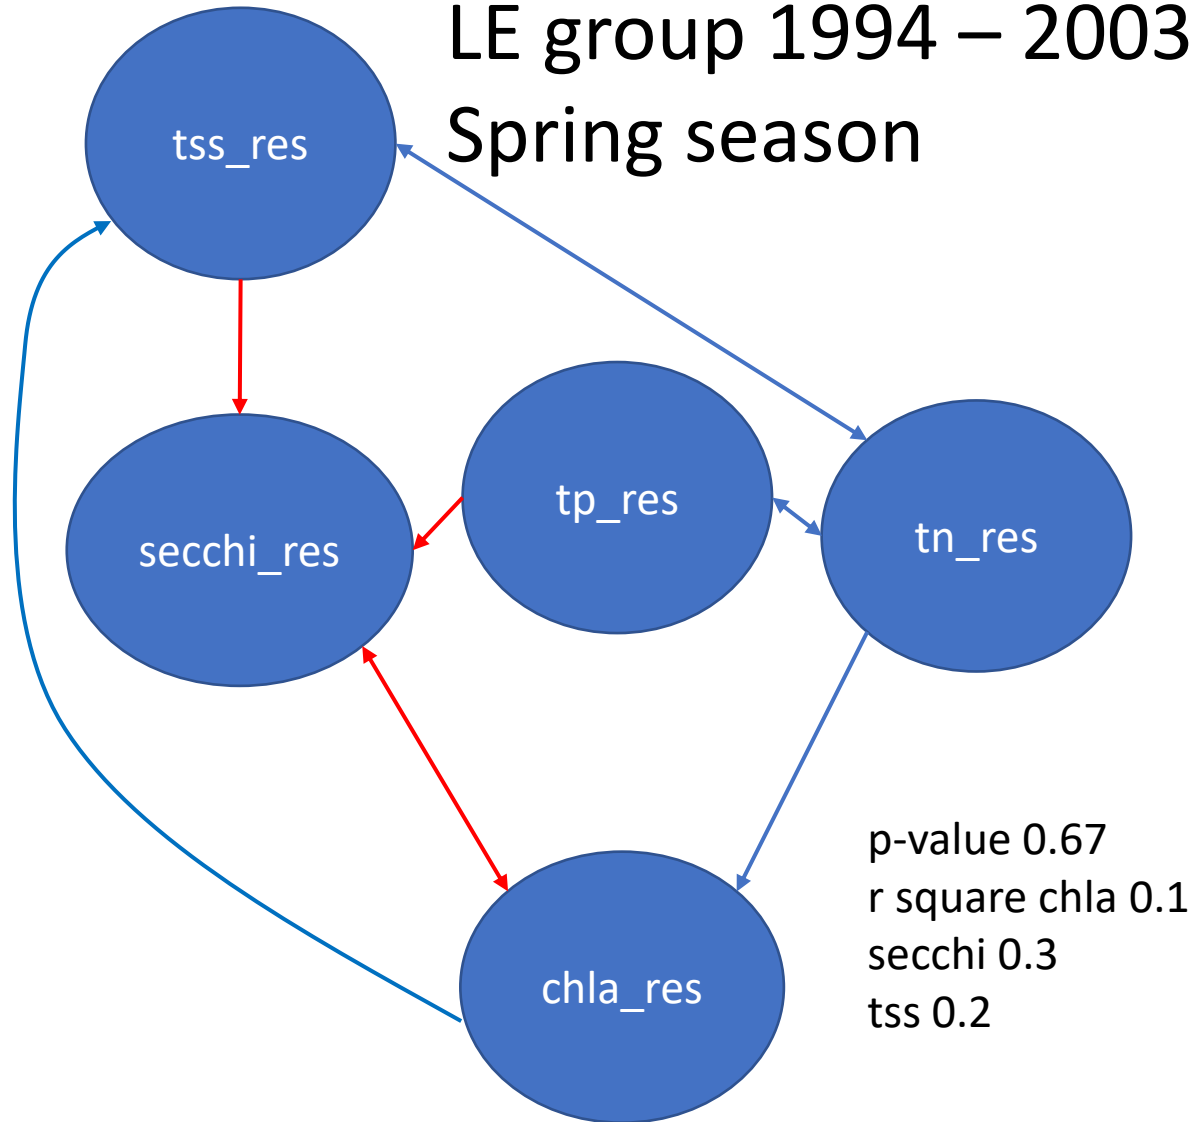 LE group 1994 – 2003
Spring season
tss_res
tp_res
tn_res
secchi_res
chla_res
p-value 0.67
r square chla 0.1
secchi 0.3
tss 0.2